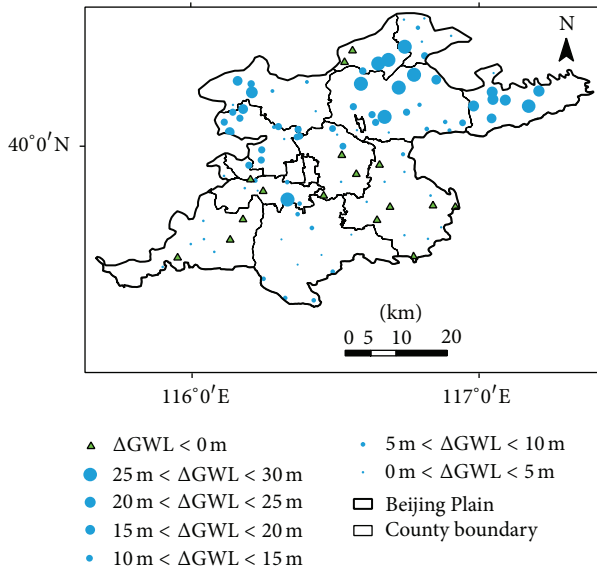 N
40°0′N
(km)
0 5 10 20
116°0′E 117°0′E
ΔGWL < 0 m
25 m < ΔGWL < 30 m
20 m < ΔGWL < 25 m
15 m < ΔGWL < 20 m
10 m < ΔGWL < 15 m
5 m < ΔGWL < 10 m
0 m < ΔGWL < 5 m
Beijing Plain
County boundary